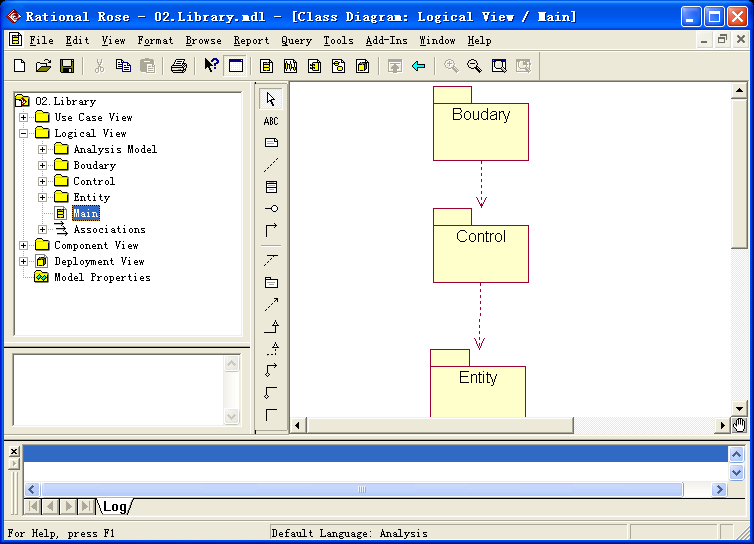 Rational Rose - 02.Library.mdl - [Class Diagram: Logical View / Main]
File Edit View Format Browse Report Query Tools Add-Ins Window Help
02.Library
Use Case View
Logical View
Analysis Model
Boudary
Control
Entity
Main
Associations
Component View
Deployment View
Model Properties
ABC
Boudary
Control
Entity
Log
For Help, press F1
Default Language: Analysis